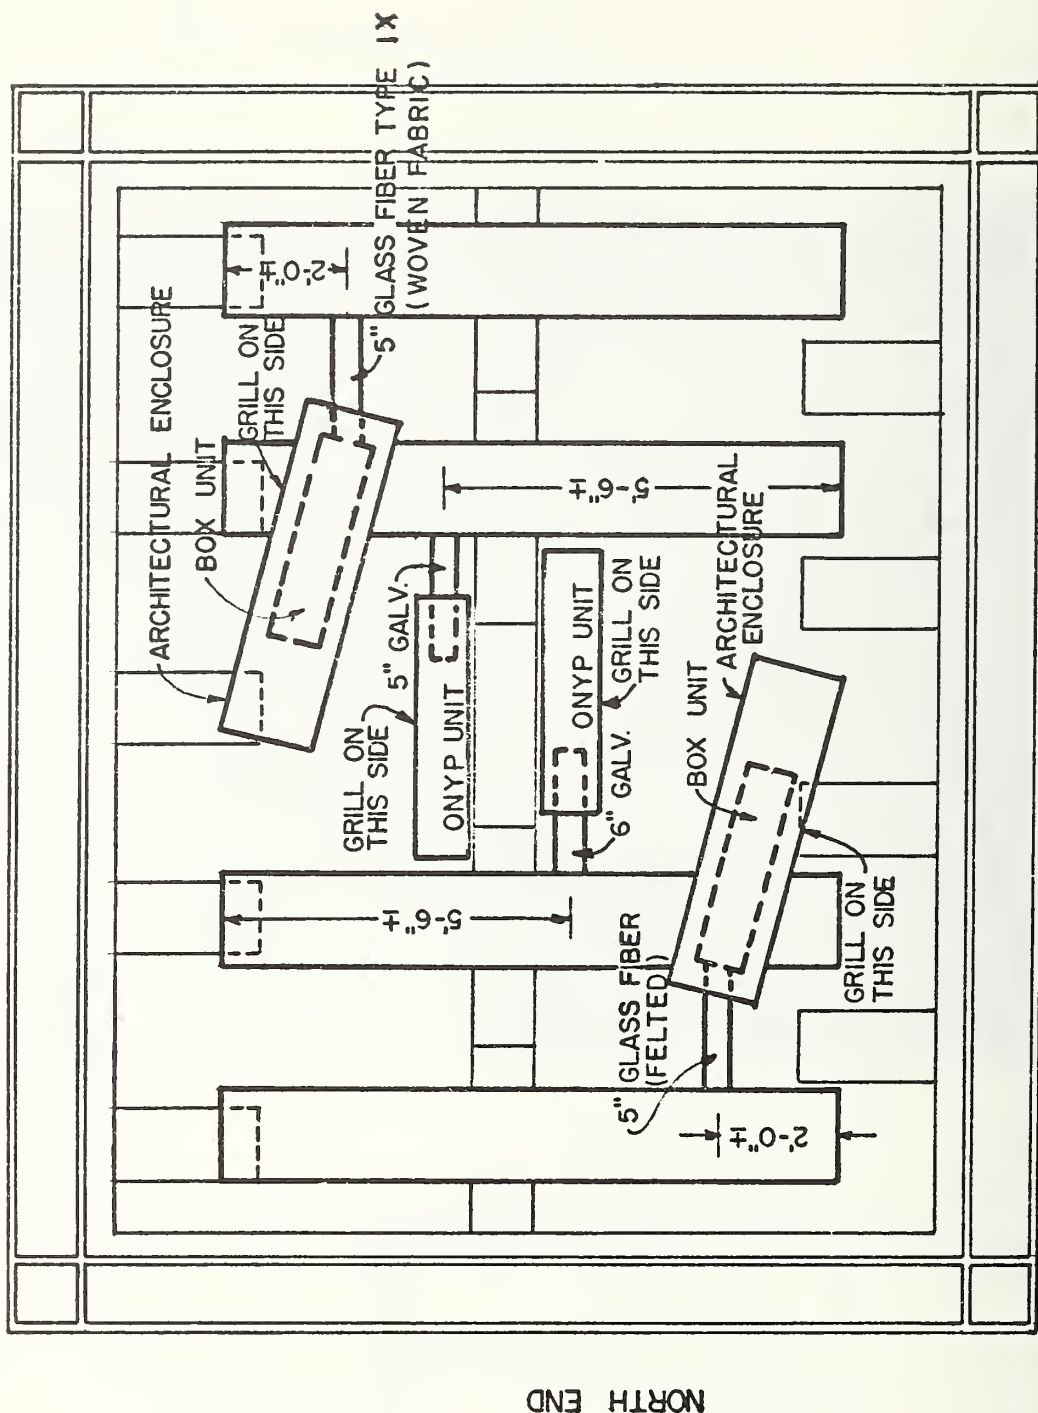 GLASS FIBER TYPE IX
(WOVEN FABRIC)
ARCHITECTURAL ENCLOSURE
GRILL ON
THIS SIDE
BOX UNIT
2'-0"±
5"
5'-6"±
5" GALV.
GRILL ON
THIS SIDE
ONYP UNIT
ONYP UNIT
GRILL ON
THIS SIDE
6" GALV.
ARCHITECTURAL
ENCLOSURE
BOX UNIT
5'-6"±
GRILL ON
THIS SIDE
GLASS FIBER
(FELTED)
5"
2'-0"±
NORTH END